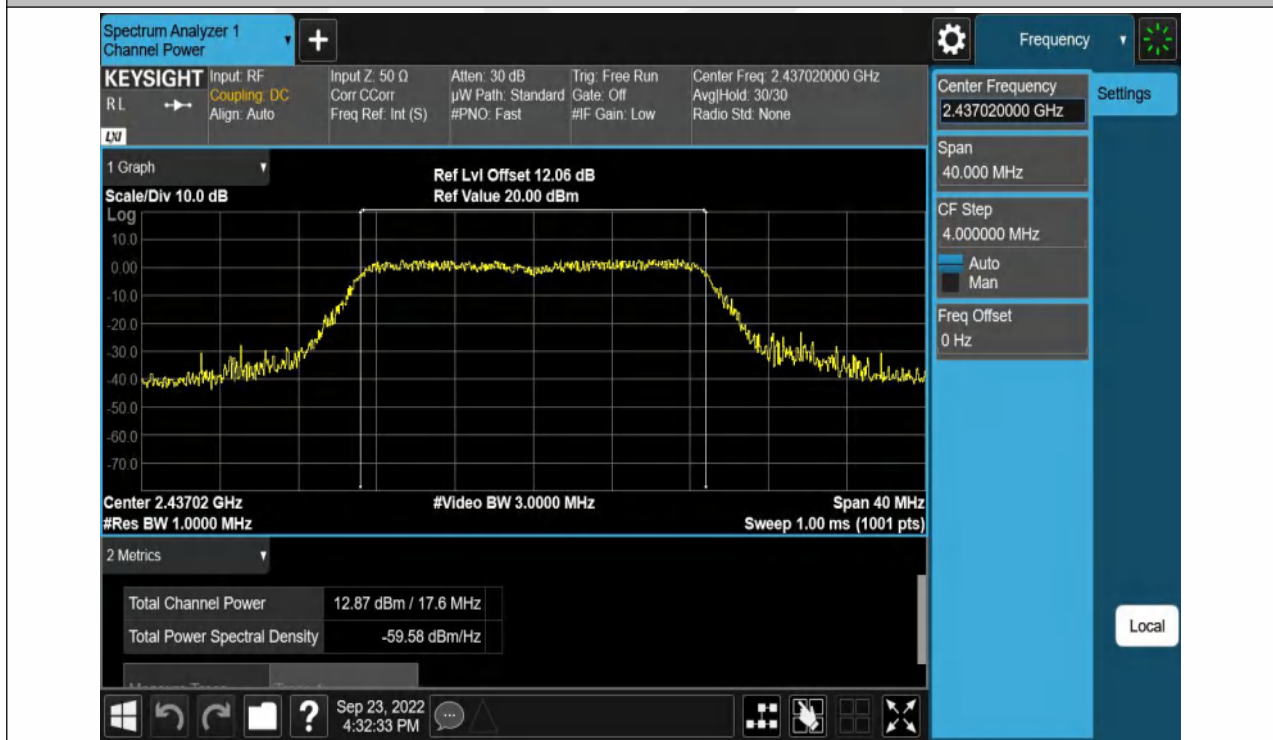 Spectrum Analyzer 1
Channel Power
+
Frequency
KEYSIGHT
RL
LXI
Input: RF
Coupling: DC
Align: Auto
Input Z: 50 Ω
Corr CCorr
Freq Ref: Int (S)
Atten: 30 dB
µW Path: Standard
#PNO: Fast
Trig: Free Run
Gate: Off
#IF Gain: Low
Center Freq: 2.437020000 GHz
Avg|Hold: 30/30
Radio Std: None
Center Frequency
2.437020000 GHz
Settings
Span
40.000 MHz
CF Step
4.000000 MHz
Auto
Man
Freq Offset
0 Hz
1 Graph
Scale/Div 10.0 dB
Ref Lvl Offset 12.06 dB
Ref Value 20.00 dBm
Log
10.0
0.00
-10.0
-20.0
-30.0
-40.0
-50.0
-60.0
-70.0
Center 2.43702 GHz
#Res BW 1.0000 MHz
#Video BW 3.0000 MHz
Span 40 MHz
Sweep 1.00 ms (1001 pts)
2 Metrics
Total Channel Power 12.87 dBm / 17.6 MHz
Total Power Spectral Density -59.58 dBm/Hz
Local
?
Sep 23, 2022
4:32:33 PM